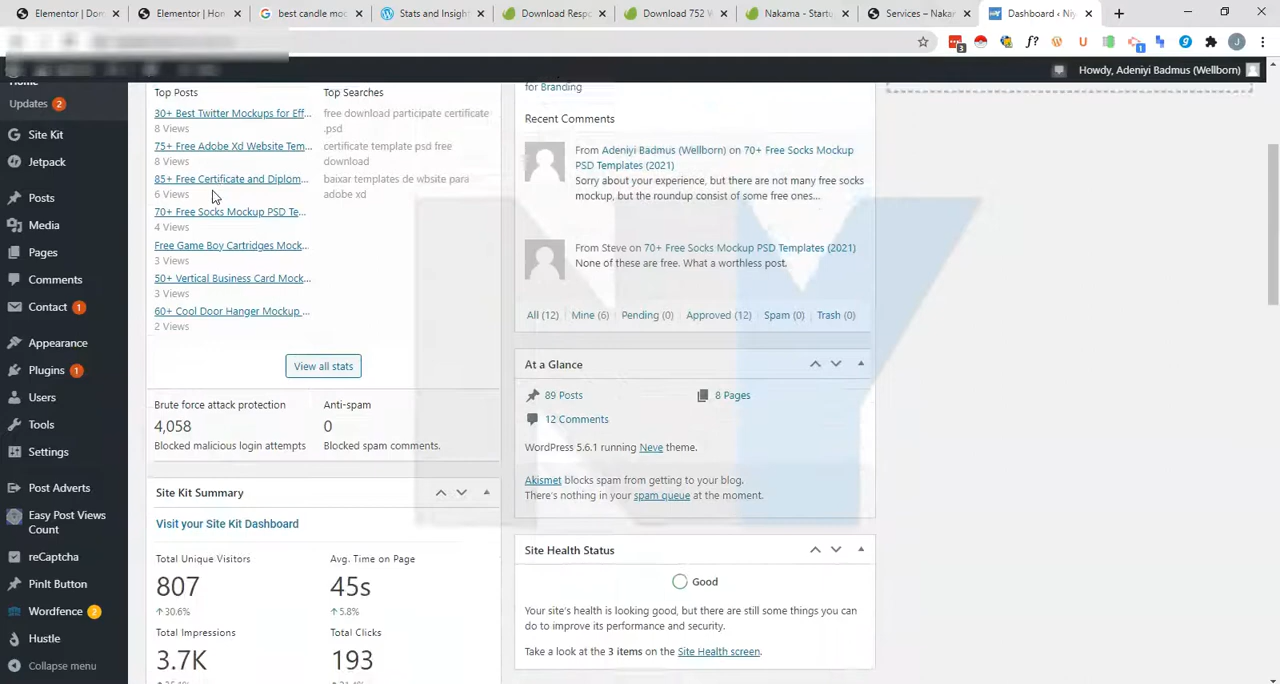 Elementor | Dom
Elementor | Hon
best candle moc
Stats and Insigh
Download Resp
Download 752 W
Nakama - Startu
Services – Nakar
Dashboard ‹ Niy
Howdy, Adeniyi Badmus (Wellborn)
Home
Updates 2
Site Kit
Jetpack
Posts
Media
Pages
Comments
Contact 1
Appearance
Plugins 1
Users
Tools
Settings
Post Adverts
Easy Post Views
Count
reCaptcha
PinIt Button
Wordfence 2
Hustle
Collapse menu
Top Posts
30+ Best Twitter Mockups for Eff...
8 Views
75+ Free Adobe Xd Website Tem...
8 Views
85+ Free Certificate and Diplom...
6 Views
70+ Free Socks Mockup PSD Te...
4 Views
Free Game Boy Cartridges Mock...
3 Views
50+ Vertical Business Card Mock...
3 Views
60+ Cool Door Hanger Mockup ...
2 Views
Top Searches
free download participate certificate
.psd
certificate template psd free
download
baixar templates de wbsite para
adobe xd
View all stats
Brute force attack protection
4,058
Blocked malicious login attempts
Anti-spam
0
Blocked spam comments.
Site Kit Summary
Visit your Site Kit Dashboard
Total Unique Visitors
807
30.6%
Avg. Time on Page
45s
5.8%
Total Impressions
3.7K
Total Clicks
193
for Branding
Recent Comments
From Adeniyi Badmus (Wellborn) on 70+ Free Socks Mockup
PSD Templates (2021)
Sorry about your experience, but there are not many free socks
mockup, but the roundup consist of some free ones...
From Steve on 70+ Free Socks Mockup PSD Templates (2021)
None of these are free. What a worthless post.
All (12) | Mine (6) | Pending (0) | Approved (12) | Spam (0) | Trash (0)
At a Glance
89 Posts
8 Pages
12 Comments
WordPress 5.6.1 running Neve theme.
Akismet blocks spam from getting to your blog.
There's nothing in your spam queue at the moment.
Site Health Status
Good
Your site's health is looking good, but there are still some things you can
do to improve its performance and security.
Take a look at the 3 items on the Site Health screen.